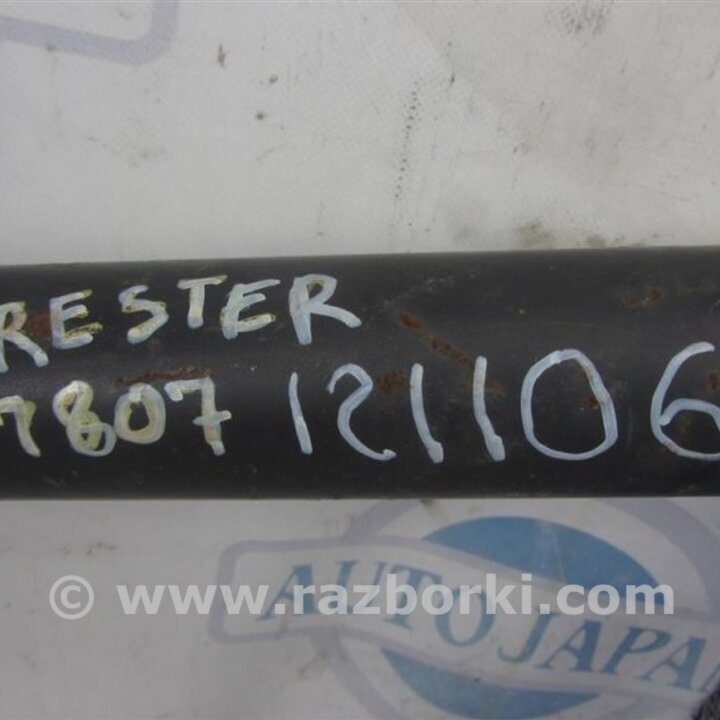 RESTER
7807 121106
© www.razborki.com
AUTO JAPAN